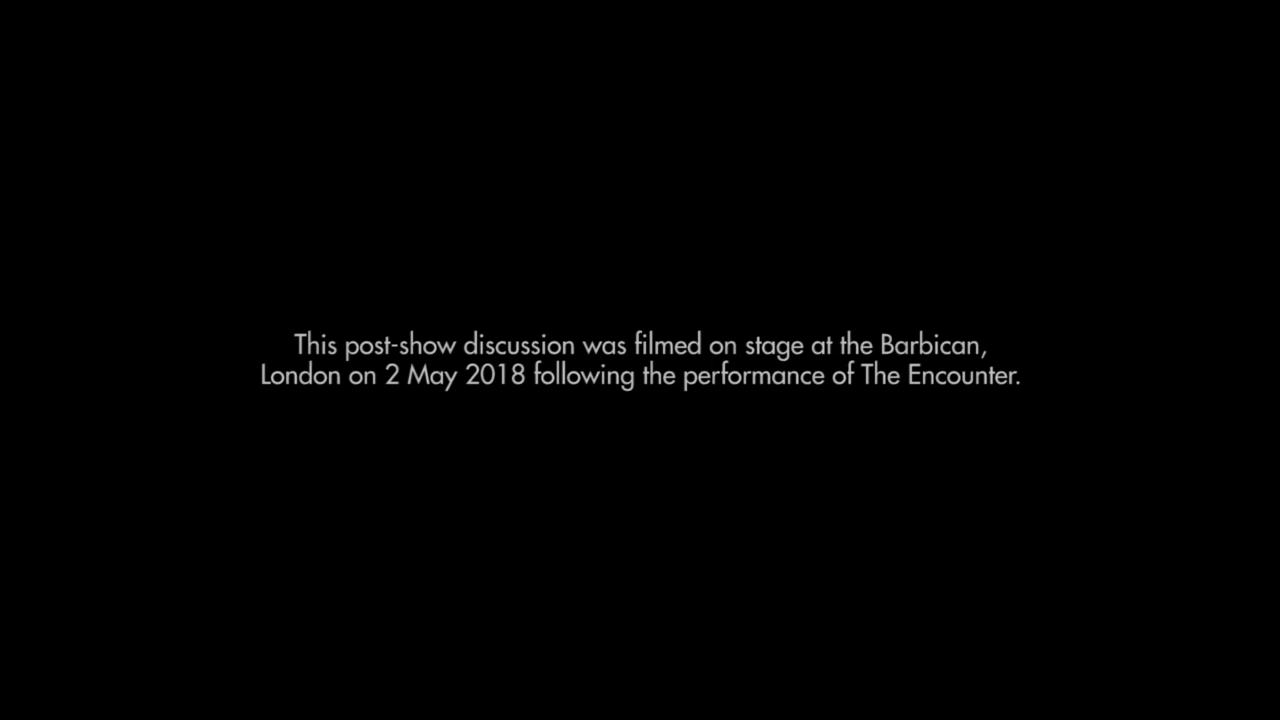 This post-show discussion was filmed on stage at the Barbican,
London on 2 May 2018 following the performance of The Encounter.